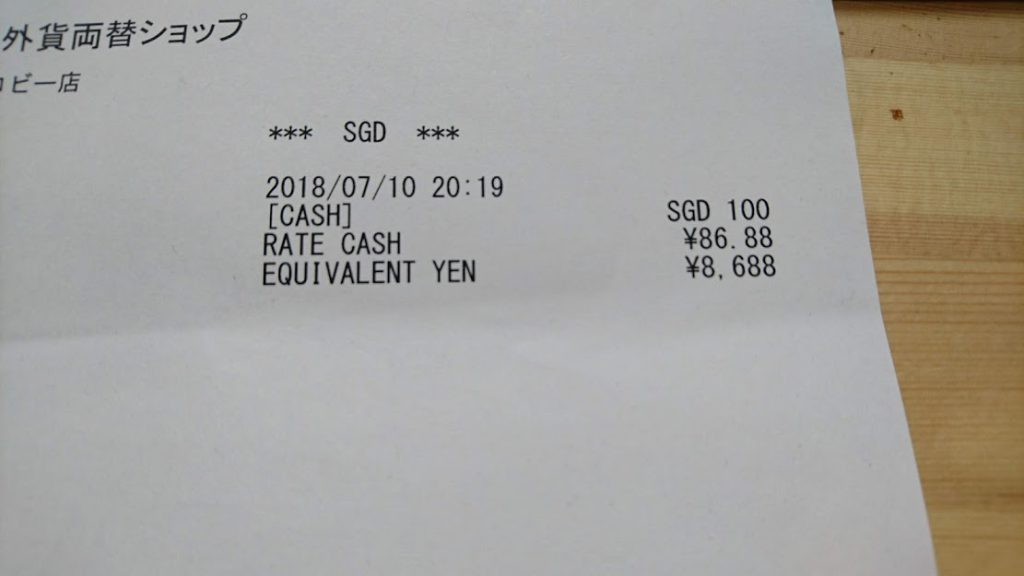 外貨両替ショップ
ビー店
*** SGD ***
2018/07/10 20:19
[CASH] SGD 100
RATE CASH ¥86.88
EQUIVALENT YEN ¥8,688